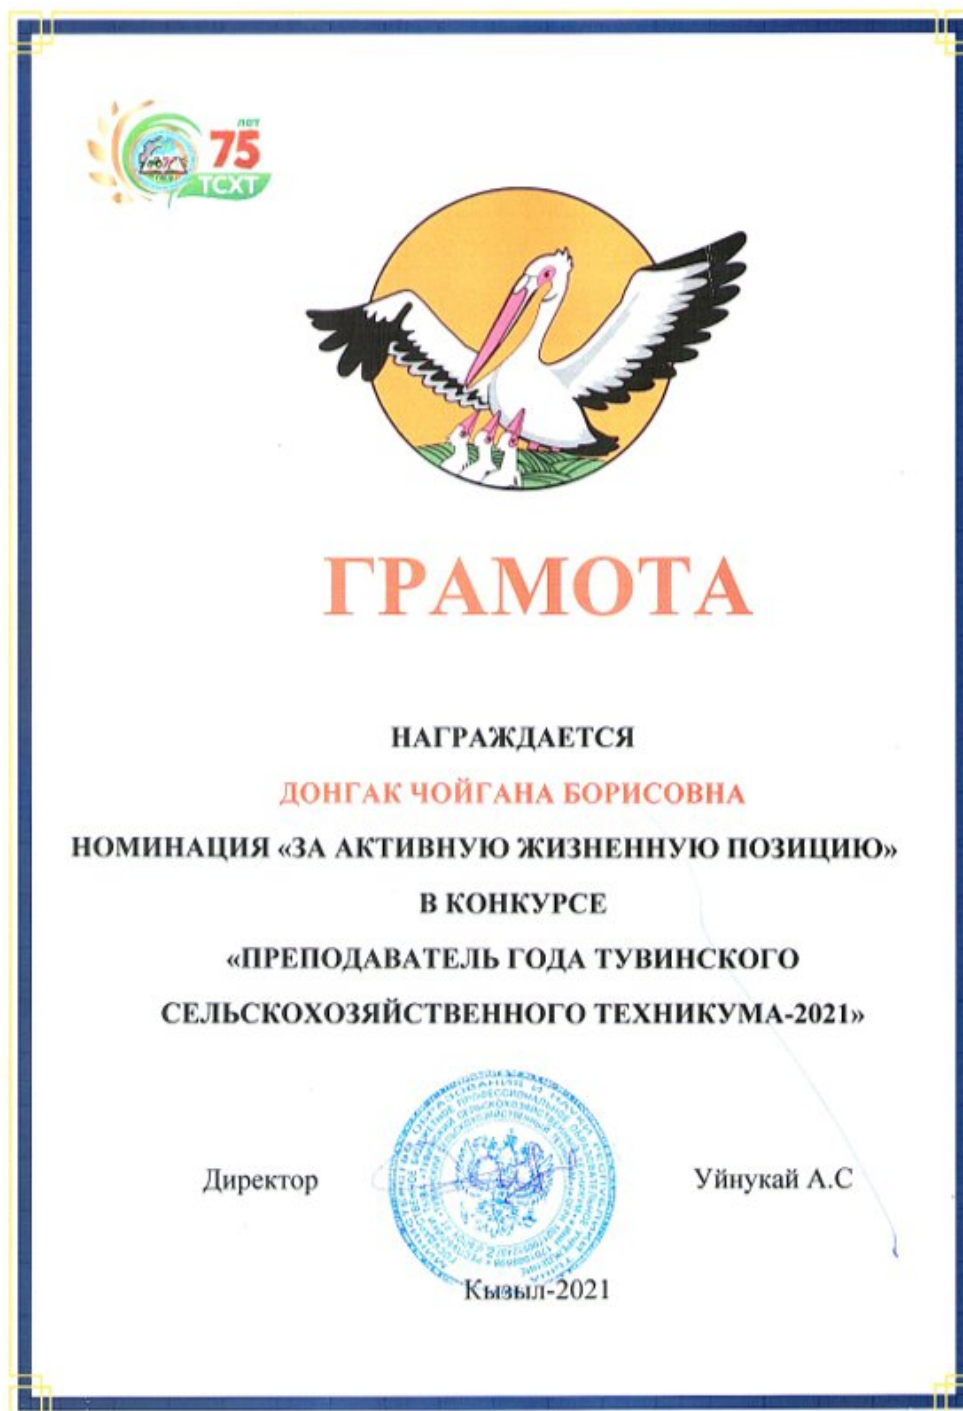 лет
75
ТСХТ
ГРАМОТА
НАГРАЖДАЕТСЯ
ДОНГАК ЧОЙГАНА БОРИСОВНА
НОМИНАЦИЯ «ЗА АКТИВНУЮ ЖИЗНЕННУЮ ПОЗИЦИЮ»
В КОНКУРСЕ
«ПРЕПОДАВАТЕЛЬ ГОДА ТУВИНСКОГО
СЕЛЬСКОХОЗЯЙСТВЕННОГО ТЕХНИКУМА-2021»
Директор
Уйнукай А.С
Кызыл-2021